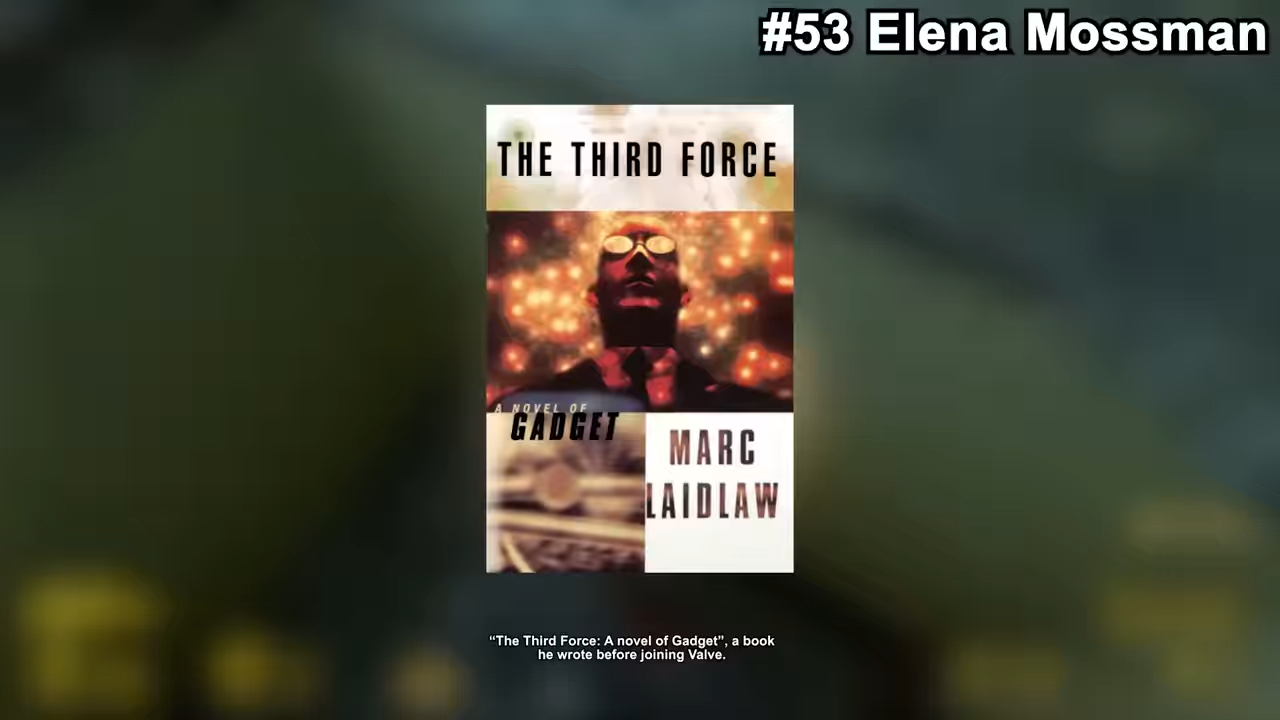 #53 Elena Mossman
THE THIRD FORCE
A NOVEL OF
GADGET
MARC
LAIDLAW
“The Third Force: A novel of Gadget”, a book
he wrote before joining Valve.